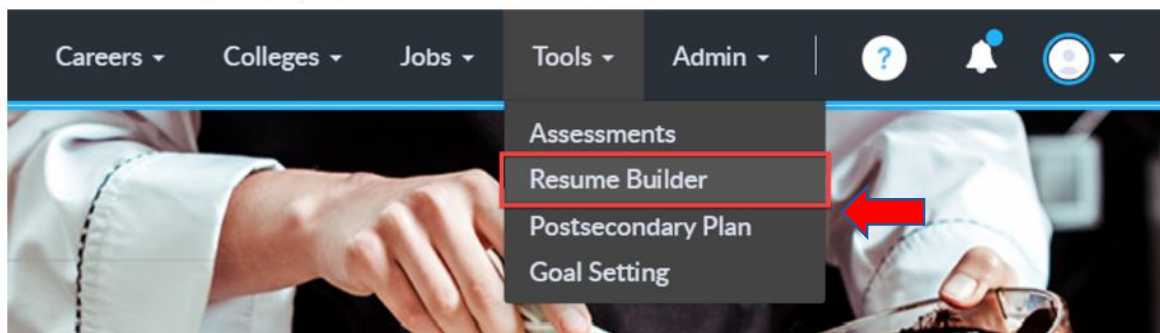 Careers Colleges Jobs Tools Admin ?
Assessments
Resume Builder
Postsecondary Plan
Goal Setting